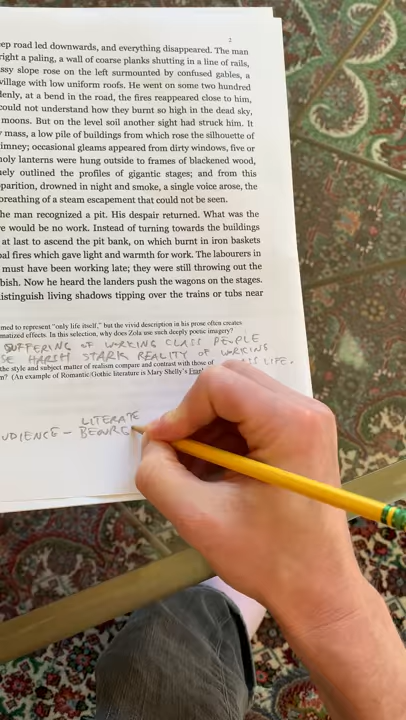 2
eep road led downwards, and everything disappeared. The man
right a paling, a wall of coarse planks shutting in a line of rails,
ssy slope rose on the left surmounted by confused gables, a
village with low uniform roofs. He went on some two hundred
denly, at a bend in the road, the fires reappeared close to him,
could not understand how they burnt so high in the dead sky,
moons. But on the level soil another sight had struck him. It
y mass, a low pile of buildings from which rose the silhouette of
imney; occasional gleams appeared from dirty windows, five or
holy lanterns were hung outside to frames of blackened wood,
uely outlined the profiles of gigantic stages; and from this
parition, drowned in night and smoke, a single voice arose, the
breathing of a steam escapement that could not be seen.
he man recognized a pit. His despair returned. What was the
e would be no work. Instead of turning towards the buildings
at last to ascend the pit bank, on which burnt in iron baskets
oal fires which gave light and warmth for work. The labourers in
must have been working late; they were still throwing out the
bish. Now he heard the landers push the wagons on the stages.
istinguish living shadows tipping over the trains or tubs near
med to represent "only life itself," but the vivid description in his prose often creates
matized effects. In this selection, why does Zola use such deeply poetic imagery?
SUFFERING OF WORKING CLASS PEOPLE
SE HARSH STARK REALITY OF WORKING
the style and subject matter of realism compare and contrast with those of
LIFE.
m? (An example of Romantic/Gothic literature is Mary Shelly's
LITERATE
UDIENCE –